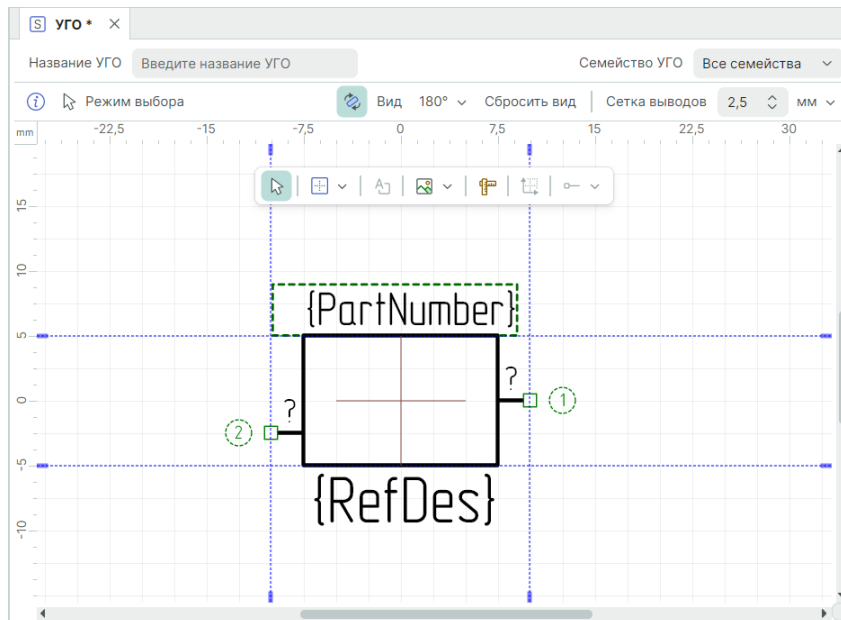 S УГО *
Название УГО Введите название УГО Семейство УГО Все семейства
Режим выбора Вид 180° Сбросить вид Сетка выводов 2,5 мм
mm -22,5 -15 -7,5 0 7,5 15 22,5 30
15
10
{PartNumber}
5
?
0 1
?
2
-5
{RefDes}
-10